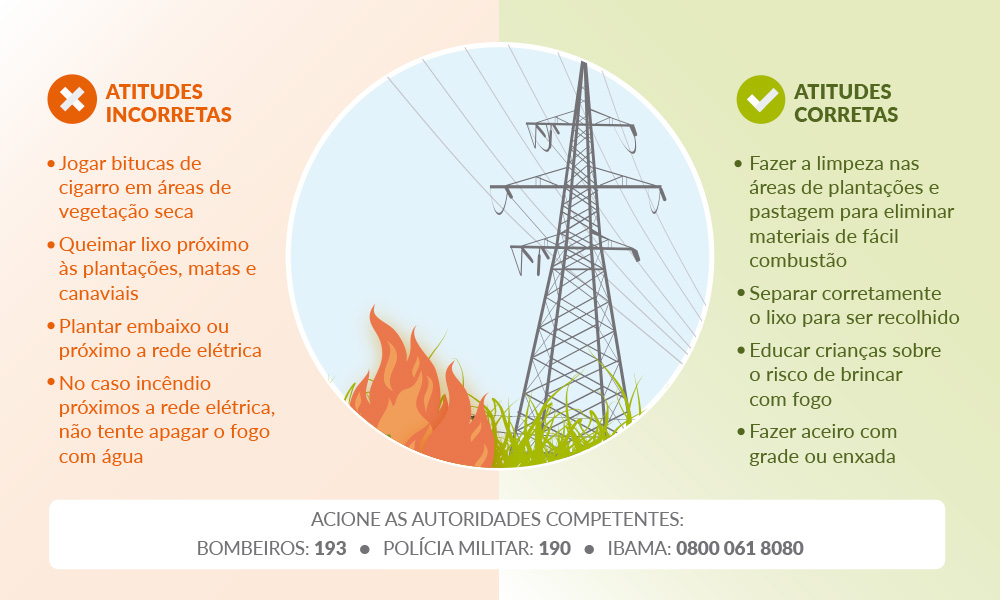 ATITUDES
INCORRETAS
• Jogar bitucas de
cigarro em áreas de
vegetação seca
• Queimar lixo próximo
às plantações, matas e
canaviais
• Plantar embaixo ou
próximo a rede elétrica
• No caso incêndio
próximos a rede elétrica,
não tente apagar o fogo
com água
ATITUDES
CORRETAS
• Fazer a limpeza nas
áreas de plantações e
pastagem para eliminar
materiais de fácil
combustão
• Separar corretamente
o lixo para ser recolhido
• Educar crianças sobre
o risco de brincar
com fogo
• Fazer aceiro com
grade ou enxada
ACIONE AS AUTORIDADES COMPETENTES:
BOMBEIROS: 193 • POLÍCIA MILITAR: 190 • IBAMA: 0800 061 8080